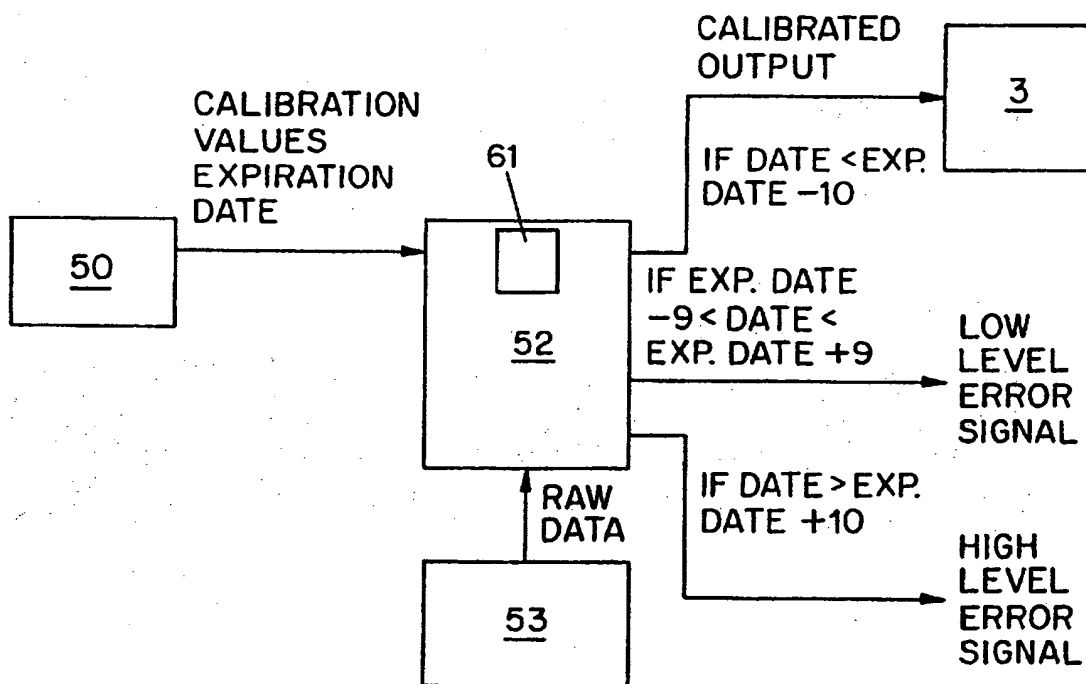 CALIBRATED
OUTPUT
3
CALIBRATION
VALUES
EXPIRATION
DATE
61
IF DATE < EXP.
DATE -10
50
52
IF EXP. DATE
-9 < DATE <
EXP. DATE +9
LOW
LEVEL
ERROR
SIGNAL
RAW
DATA
IF DATE > EXP.
DATE +10
53
HIGH
LEVEL
ERROR
SIGNAL